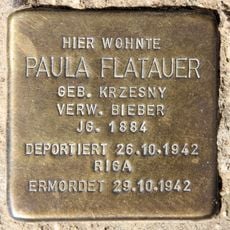 HIER WOHNTE
PAULA FLATAUER
GEB. KRZESNY
VERW. BIEBER
JG. 1884
DEPORTIERT 26.10.1942
RIGA
ERMORDET 29.10.1942